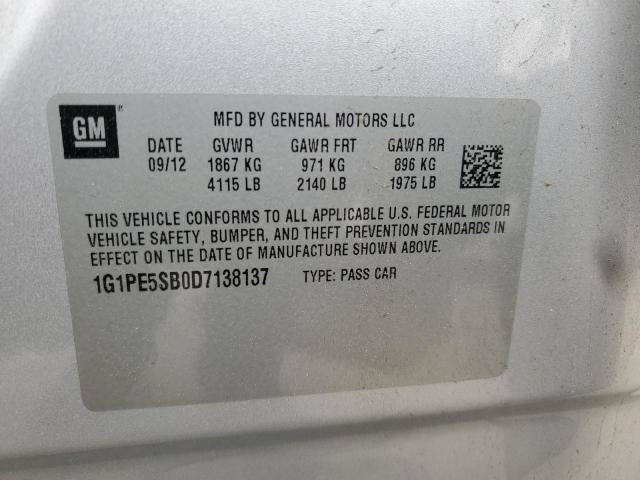 GM®
MFD BY GENERAL MOTORS LLC
DATE GVWR GAWR FRT GAWR RR
09/12 1867 KG 971 KG 896 KG
4115 LB 2140 LB 1975 LB
THIS VEHICLE CONFORMS TO ALL APPLICABLE U.S. FEDERAL MOTOR
VEHICLE SAFETY, BUMPER, AND THEFT PREVENTION STANDARDS IN
EFFECT ON THE DATE OF MANUFACTURE SHOWN ABOVE.
1G1PE5SB0D7138137 TYPE: PASS CAR